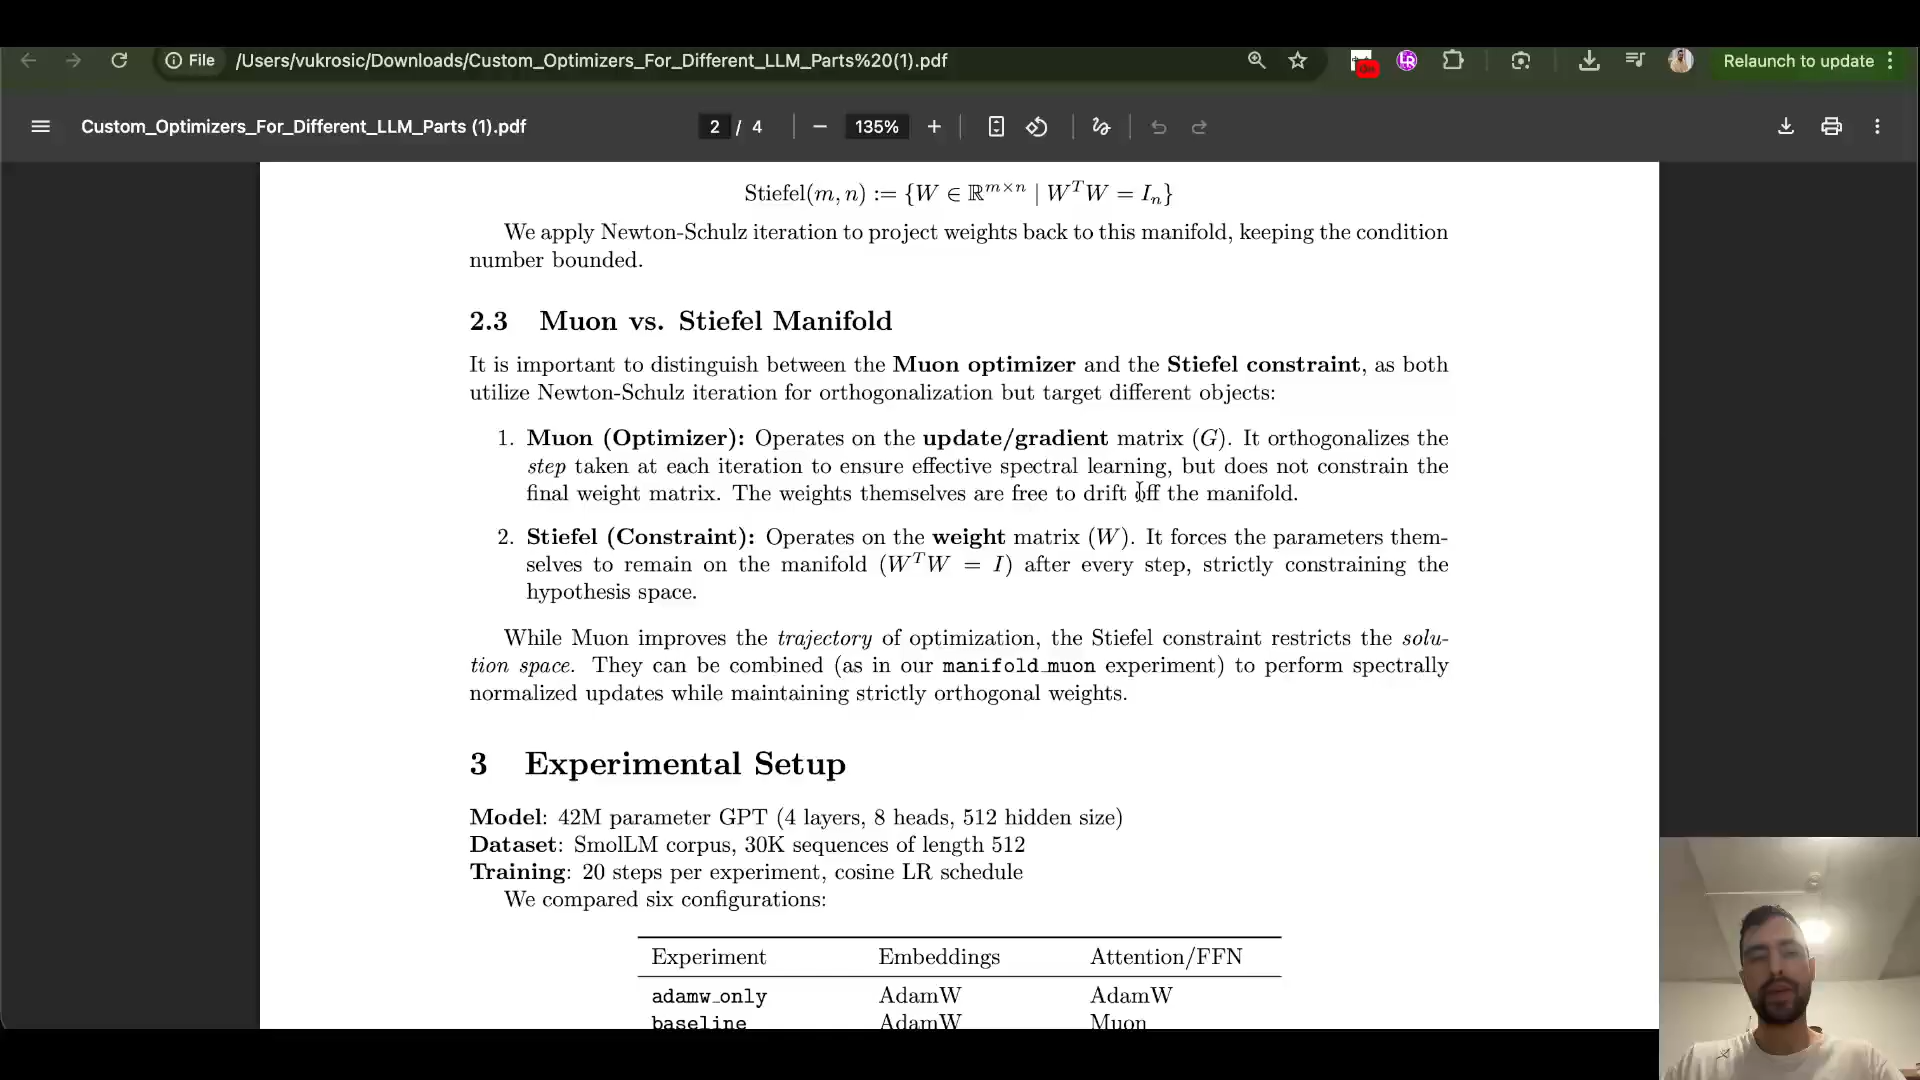 File
/Users/vukrosic/Downloads/Custom_Optimizers_For_Different_LLM_Parts%20(1).pdf
Relaunch to update
Custom_Optimizers_For_Different_LLM_Parts (1).pdf
2 / 4
135%
Stiefel(m, n) := {W ∈ ℝ^{m×n} | W^T W = I_n}
We apply Newton-Schulz iteration to project weights back to this manifold, keeping the condition
number bounded.
2.3 Muon vs. Stiefel Manifold
It is important to distinguish between the Muon optimizer and the Stiefel constraint, as both
utilize Newton-Schulz iteration for orthogonalization but target different objects:
1. Muon (Optimizer): Operates on the update/gradient matrix (G). It orthogonalizes the
step taken at each iteration to ensure effective spectral learning, but does not constrain the
final weight matrix. The weights themselves are free to drift off the manifold.
2. Stiefel (Constraint): Operates on the weight matrix (W). It forces the parameters them-
selves to remain on the manifold (W^T W = I) after every step, strictly constraining the
hypothesis space.
While Muon improves the trajectory of optimization, the Stiefel constraint restricts the solu-
tion space. They can be combined (as in our manifold_muon experiment) to perform spectrally
normalized updates while maintaining strictly orthogonal weights.
3 Experimental Setup
Model: 42M parameter GPT (4 layers, 8 heads, 512 hidden size)
Dataset: SmolLM corpus, 30K sequences of length 512
Training: 20 steps per experiment, cosine LR schedule
We compared six configurations:
Experiment Embeddings Attention/FFN
adamw_only AdamW AdamW
baseline AdamW Muon